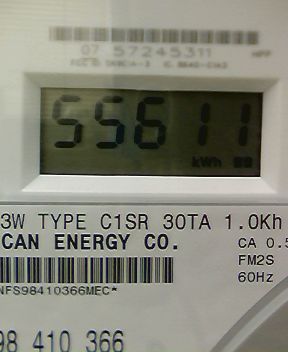 07 57245311
55611
kWh
3W TYPE C1SR 30TA 1.0Kh
CAN ENERGY CO.
CA 0.5
FM2S
60Hz
NFS98410366MEC*
98 410 366